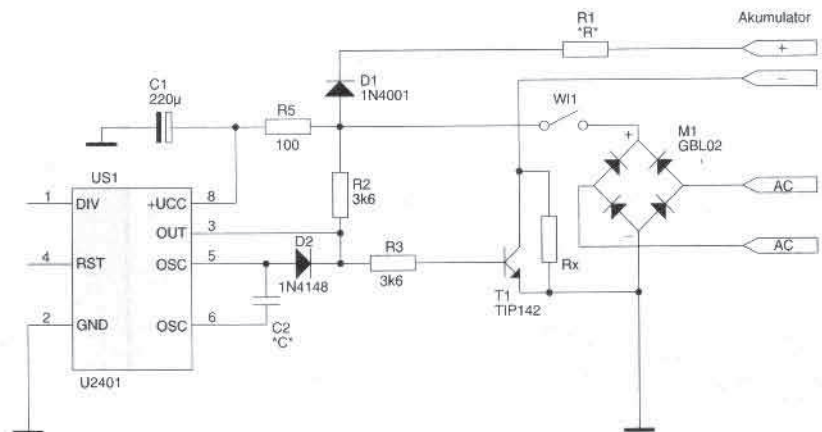 R1
*R*
Akumulator
+
–
C1
220µ
D1
1N4001
R5
100
WI1
+
M1
GBL02
–
US1
R2
3k6
1
DIV
+UCC
8
OUT
3
D2
1N4148
R3
3k6
4
RST
OSC
5
AC
AC
Rx
T1
TIP142
2
GND
OSC
6
C2
*C*
U2401